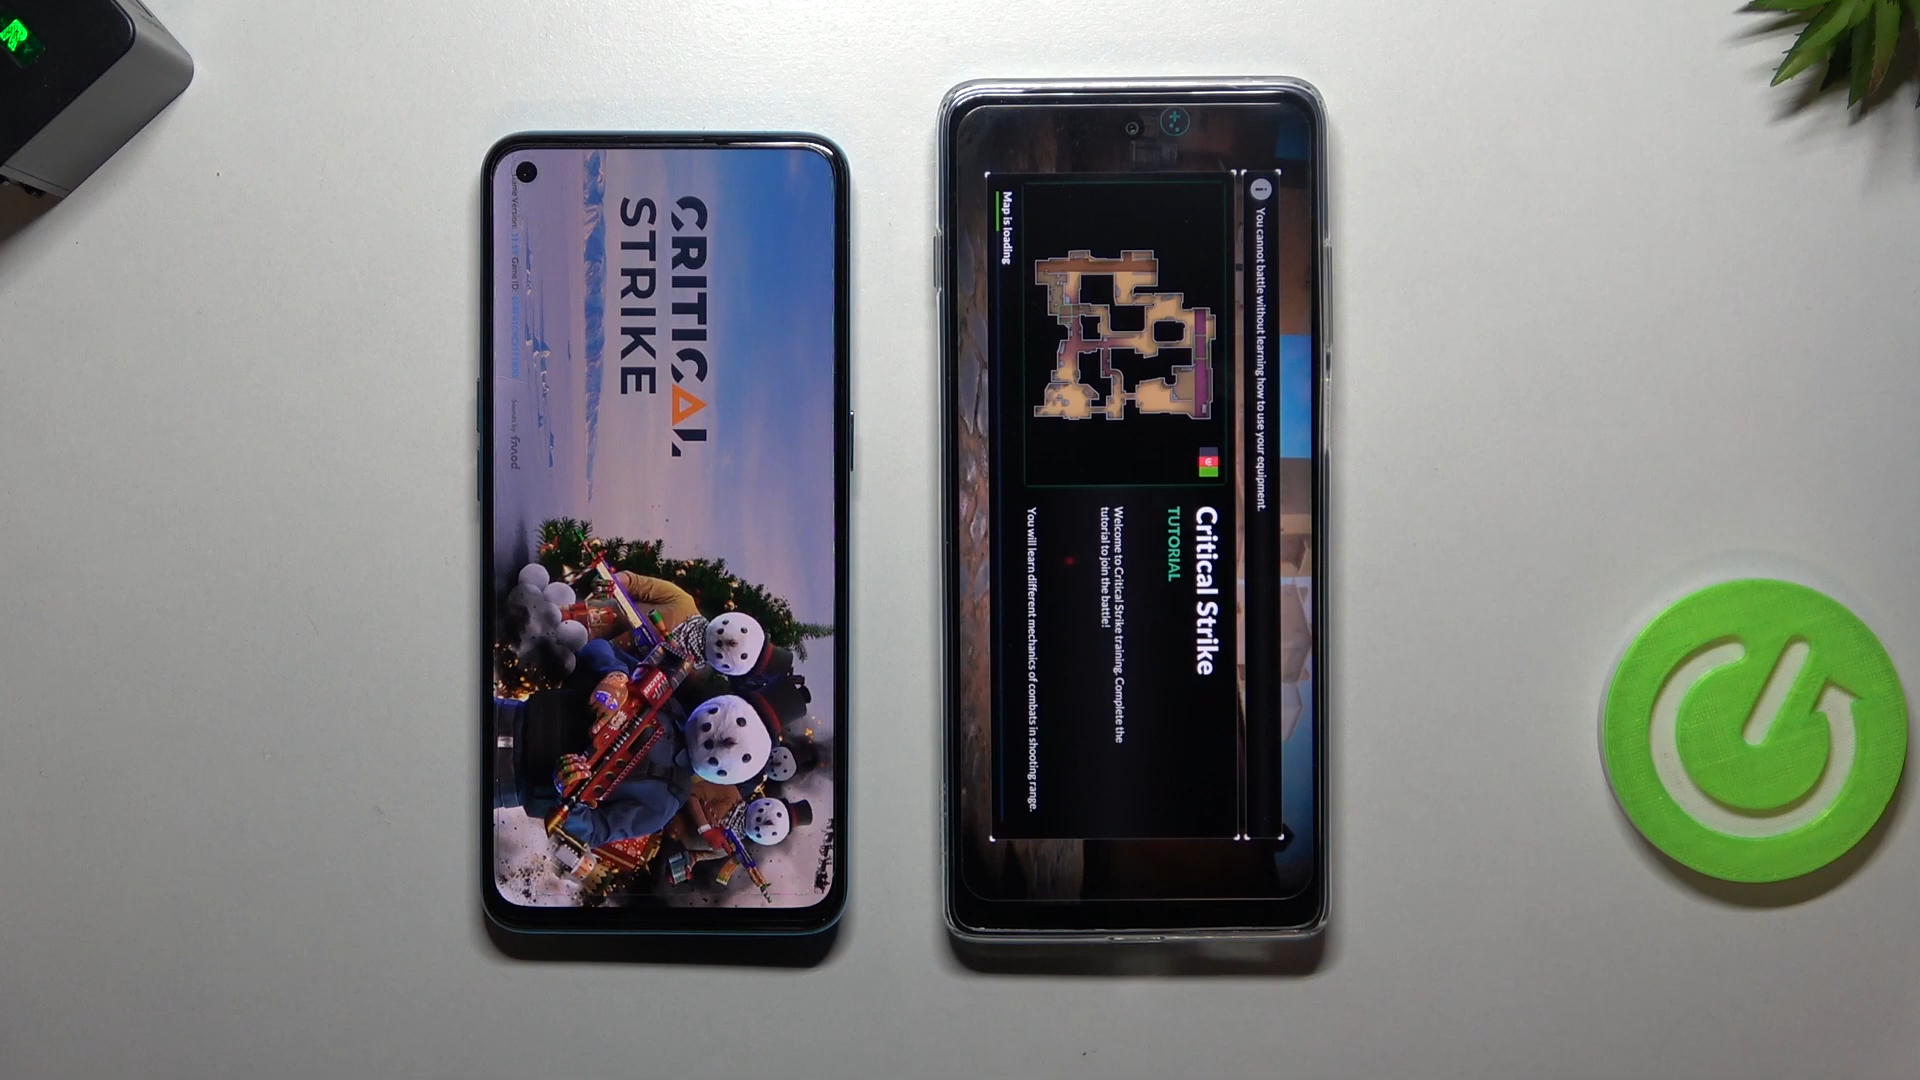 CRITICAL
STRIKE
Sounds by
You cannot battle without learning how to use your equipment.
Critical Strike
TUTORIAL
Welcome to Critical Strike training. Complete the
tutorial to join the battle!
You will learn different mechanics of combats in shooting range.
Map is loading
R